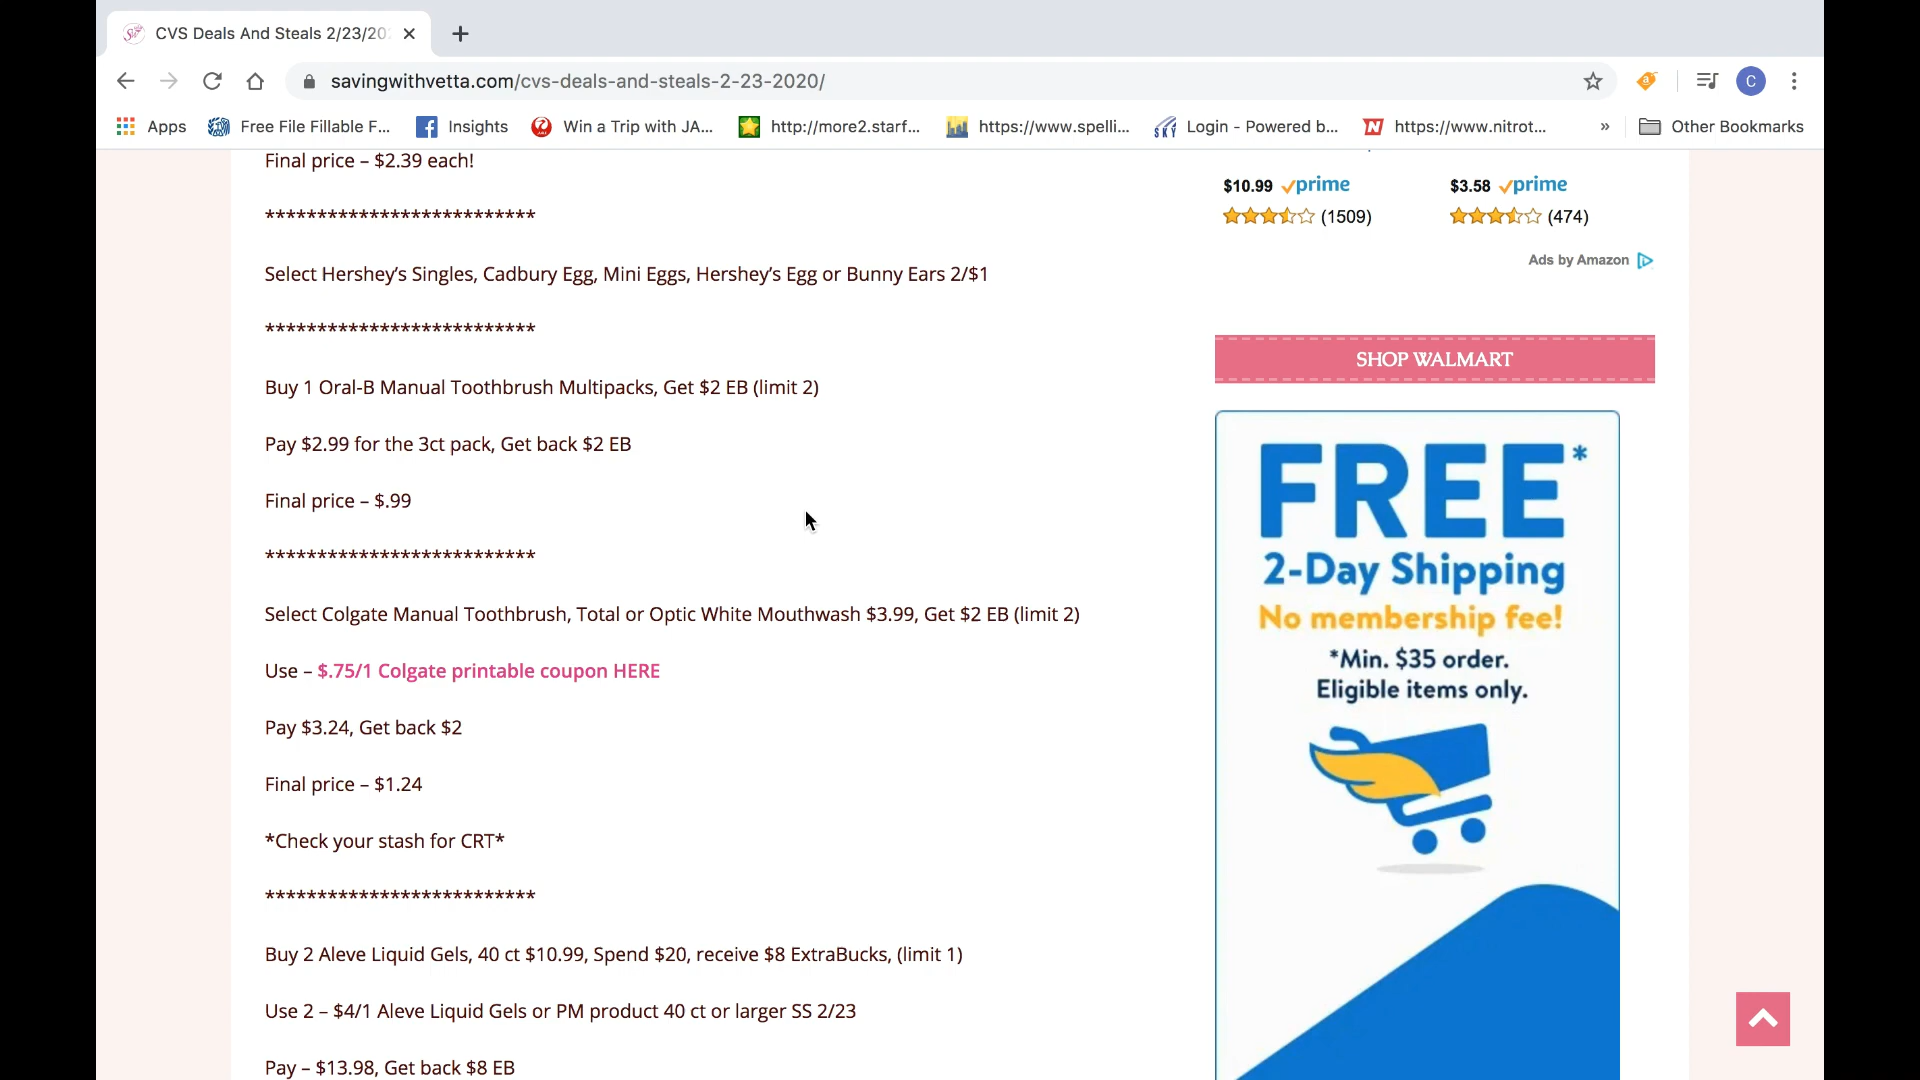 CVS Deals And Steals 2/23/20
savingwithvetta.com/cvs-deals-and-steals-2-23-2020/
C
Apps
Free File Fillable F...
Insights
Win a Trip with JA...
http://more2.starf...
https://www.spelli...
Login - Powered b...
https://www.nitrot...
»
Other Bookmarks
Final price – $2.39 each!
**************************
Select Hershey's Singles, Cadbury Egg, Mini Eggs, Hershey's Egg or Bunny Ears 2/$1
**************************
Buy 1 Oral-B Manual Toothbrush Multipacks, Get $2 EB (limit 2)
Pay $2.99 for the 3ct pack, Get back $2 EB
Final price – $.99
**************************
Select Colgate Manual Toothbrush, Total or Optic White Mouthwash $3.99, Get $2 EB (limit 2)
Use – $.75/1 Colgate printable coupon HERE
Pay $3.24, Get back $2
Final price – $1.24
*Check your stash for CRT*
**************************
Buy 2 Aleve Liquid Gels, 40 ct $10.99, Spend $20, receive $8 ExtraBucks, (limit 1)
Use 2 – $4/1 Aleve Liquid Gels or PM product 40 ct or larger SS 2/23
Pay – $13.98, Get back $8 EB
$10.99 prime
(1509)
$3.58 prime
(474)
Ads by Amazon
SHOP WALMART
FREE*
2-Day Shipping
No membership fee!
*Min. $35 order.
Eligible items only.